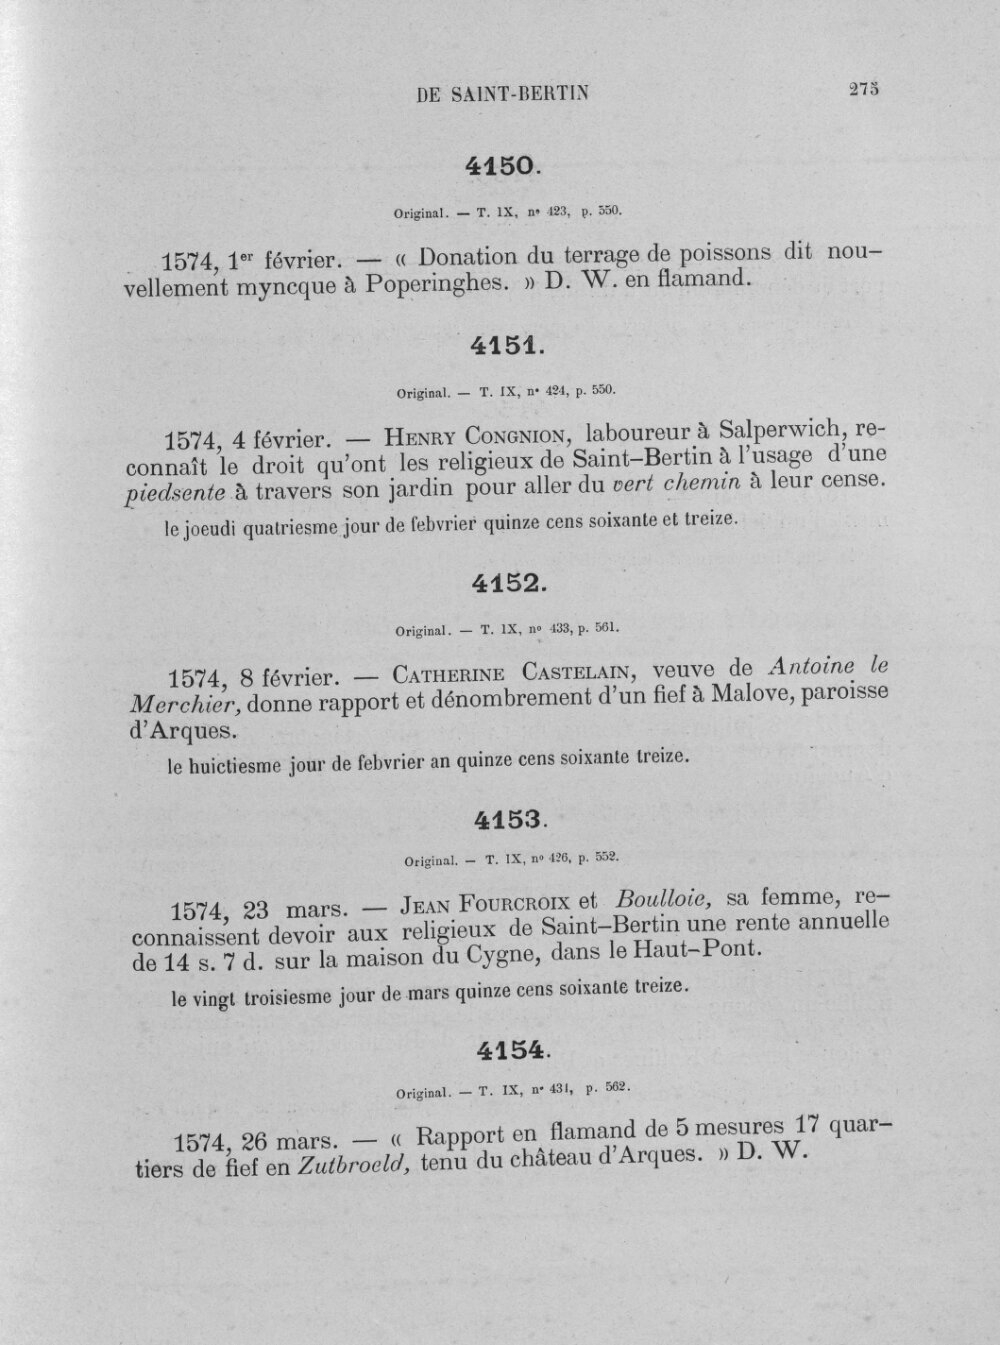 DE SAINT-BERTIN 275
4150.
Original. — T. IX, nº 423, p. 550.
1574, 1er février. — « Donation du terrage de poissons dit nou-
vellement myncque à Poperinghes. » D. W. en flamand.
4151.
Original. — T. IX, nº 424, p. 550.
1574, 4 février. — HENRY CONGNION, laboureur à Salperwich, re-
connaît le droit qu'ont les religieux de Saint-Bertin à l'usage d'une
piedsente à travers son jardin pour aller du vert chemin à leur cense.
le joeudi quatriesme jour de febvrier quinze cens soixante et treize.
4152.
Original. — T. IX, nº 433, p. 561.
1574, 8 février. — CATHERINE CASTELAIN, veuve de Antoine le
Merchier, donne rapport et dénombrement d'un fief à Malove, paroisse
d'Arques.
le huictiesme jour de febvrier an quinze cens soixante treize.
4153.
Original. — T. IX, nº 426, p. 552.
1574, 23 mars. — JEAN FOURCROIX et Boulloie, sa femme, re-
connaissent devoir aux religieux de Saint-Bertin une rente annuelle
de 14 s. 7 d. sur la maison du Cygne, dans le Haut-Pont.
le vingt troisiesme jour de mars quinze cens soixante treize.
4154.
Original. — T. IX, nº 431, p. 562.
1574, 26 mars. — « Rapport en flamand de 5 mesures 17 quar-
tiers de fief en Zutbroeld, tenu du château d'Arques. » D. W.